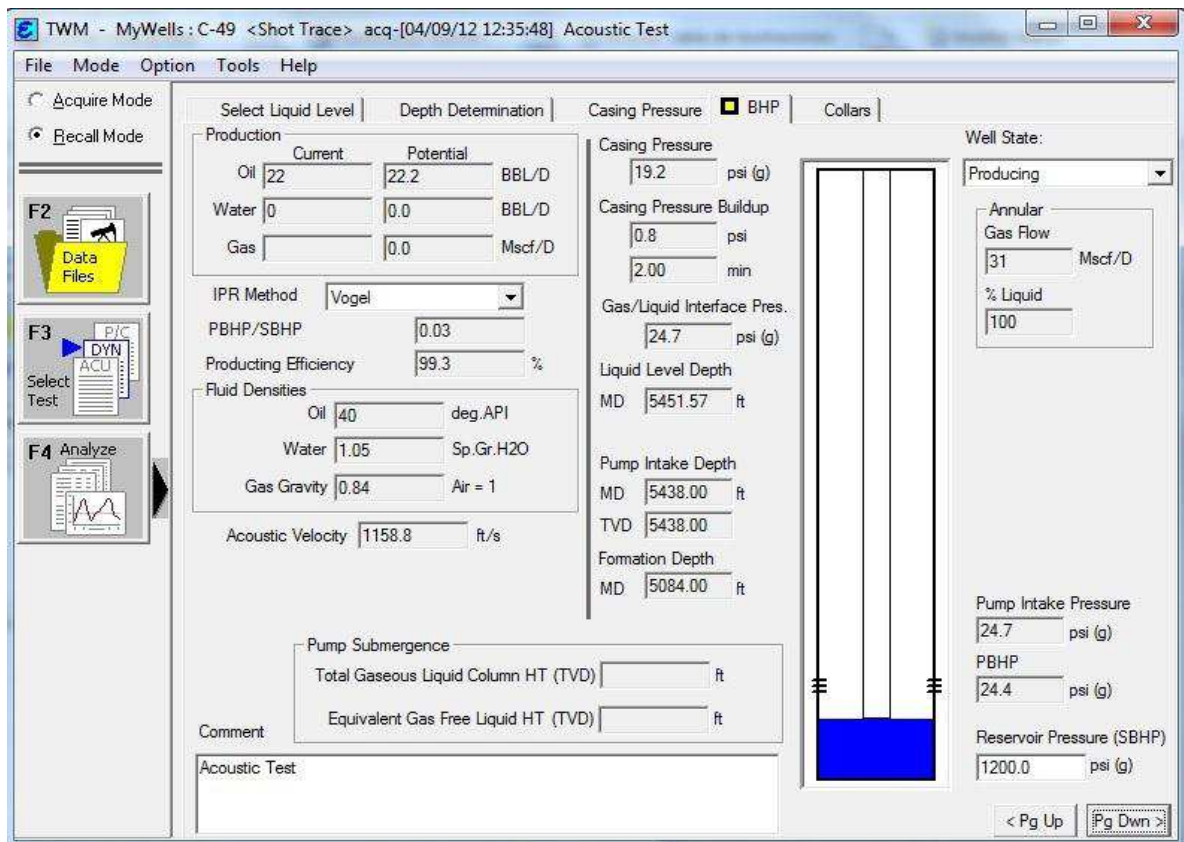 TWM - MyWells : C-49 <Shot Trace> acq-[04/09/12 12:35:48] Acoustic Test
File Mode Option Tools Help
Acquire Mode
Recall Mode
F2
Data
Files
F3
P/C
DYN
ACU
Select
Test
F4 Analyze
Select Liquid Level
Depth Determination
Casing Pressure
BHP
Collars
Production
Current Potential
Oil 22 22.2 BBL/D
Water 0 0.0 BBL/D
Gas 0.0 Mscf/D
IPR Method Vogel
PBHP/SBHP 0.03
Producting Efficiency 99.3 %
Fluid Densities
Oil 40 deg.API
Water 1.05 Sp.Gr.H2O
Gas Gravity 0.84 Air = 1
Acoustic Velocity 1158.8 ft/s
Casing Pressure
19.2 psi (g)
Casing Pressure Buildup
0.8 psi
2.00 min
Gas/Liquid Interface Pres.
24.7 psi (g)
Liquid Level Depth
MD 5451.57 ft
Pump Intake Depth
MD 5438.00 ft
TVD 5438.00
Formation Depth
MD 5084.00 ft
Well State:
Producing
Annular
Gas Flow
31 Mscf/D
% Liquid
100
Pump Intake Pressure
24.7 psi (g)
PBHP
24.4 psi (g)
Reservoir Pressure (SBHP)
1200.0 psi (g)
Pump Submergence
Total Gaseous Liquid Column HT (TVD) ft
Equivalent Gas Free Liquid HT (TVD) ft
Comment
Acoustic Test
< Pg Up
Pg Dwn >